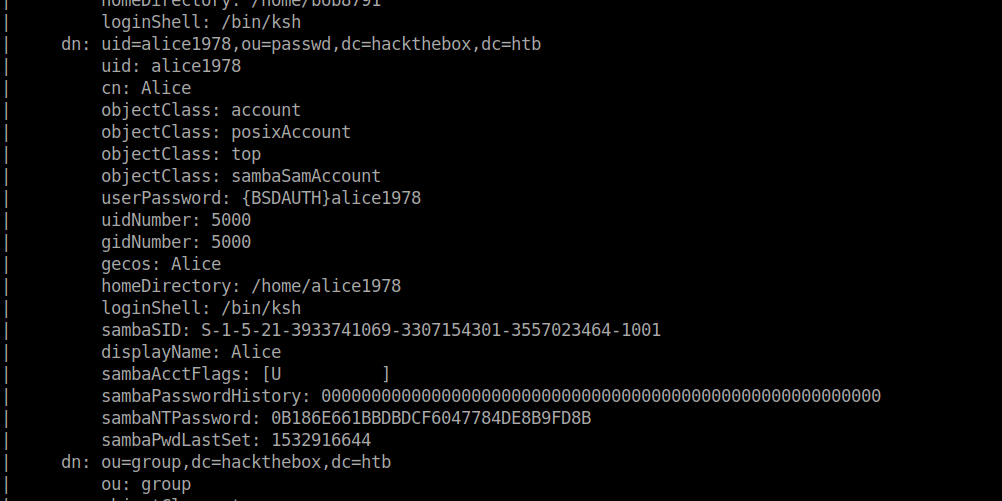 |         homeDirectory: /home/bob8791
|         loginShell: /bin/ksh
|     dn: uid=alice1978,ou=passwd,dc=hackthebox,dc=htb
|         uid: alice1978
|         cn: Alice
|         objectClass: account
|         objectClass: posixAccount
|         objectClass: top
|         objectClass: sambaSamAccount
|         userPassword: {BSDAUTH}alice1978
|         uidNumber: 5000
|         gidNumber: 5000
|         gecos: Alice
|         homeDirectory: /home/alice1978
|         loginShell: /bin/ksh
|         sambaSID: S-1-5-21-3933741069-3307154301-3557023464-1001
|         displayName: Alice
|         sambaAcctFlags: [U          ]
|         sambaPasswordHistory: 00000000000000000000000000000000000000000000000000000000
|         sambaNTPassword: 0B186E661BBDBDCF6047784DE8B9FD8B
|         sambaPwdLastSet: 1532916644
|     dn: ou=group,dc=hackthebox,dc=htb
|         ou: group